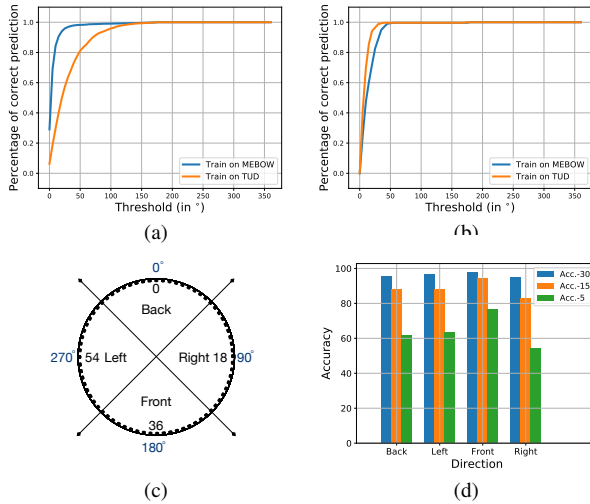 Percentage of correct prediction
1.0
0.8
0.6
0.4
0.2
0.0
Train on MEBOW
Train on TUD
0 50 100 150 200 250 300 350
Threshold (in °)
(a)
Percentage of correct prediction
1.0
0.8
0.6
0.4
0.2
0.0
Train on MEBOW
Train on TUD
0 50 100 150 200 250 300 350
Threshold (in °)
(b)
0°
0
Back
270° 54 Left Right 18 90°
Front
36
180°
(c)
Accuracy
100
80
60
40
20
0
Acc.-30
Acc.-15
Acc.-5
Back Left Front Right
Direction
(d)